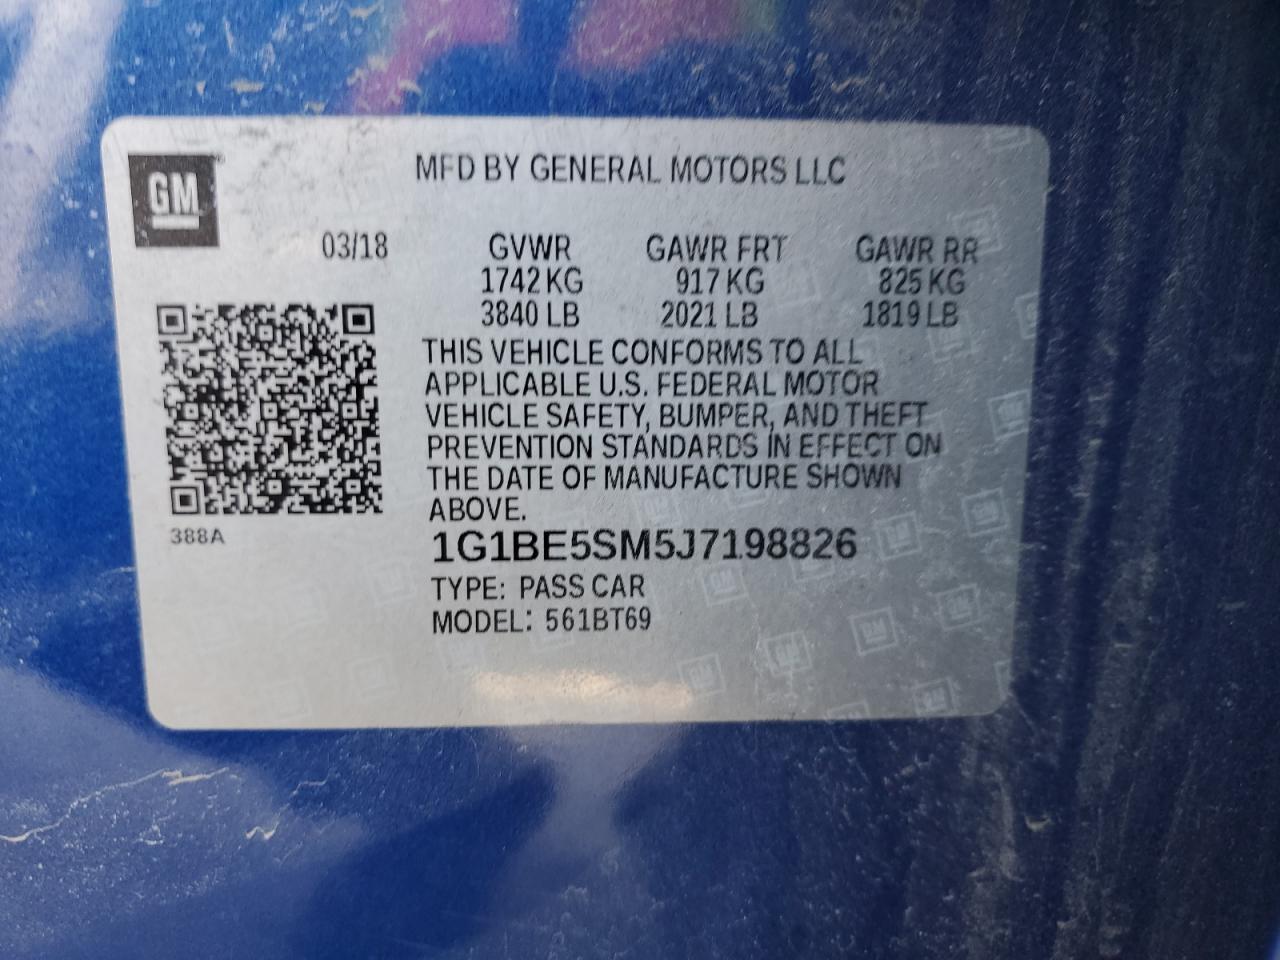 GM
MFD BY GENERAL MOTORS LLC
03/18 GVWR GAWR FRT GAWR RR
1742 KG 917 KG 825 KG
3840 LB 2021 LB 1819 LB
THIS VEHICLE CONFORMS TO ALL
APPLICABLE U.S. FEDERAL MOTOR
VEHICLE SAFETY, BUMPER, AND THEFT
PREVENTION STANDARDS IN EFFECT ON
THE DATE OF MANUFACTURE SHOWN
ABOVE.
388A
1G1BE5SM5J7198826
TYPE: PASS CAR
MODEL: 561BT69